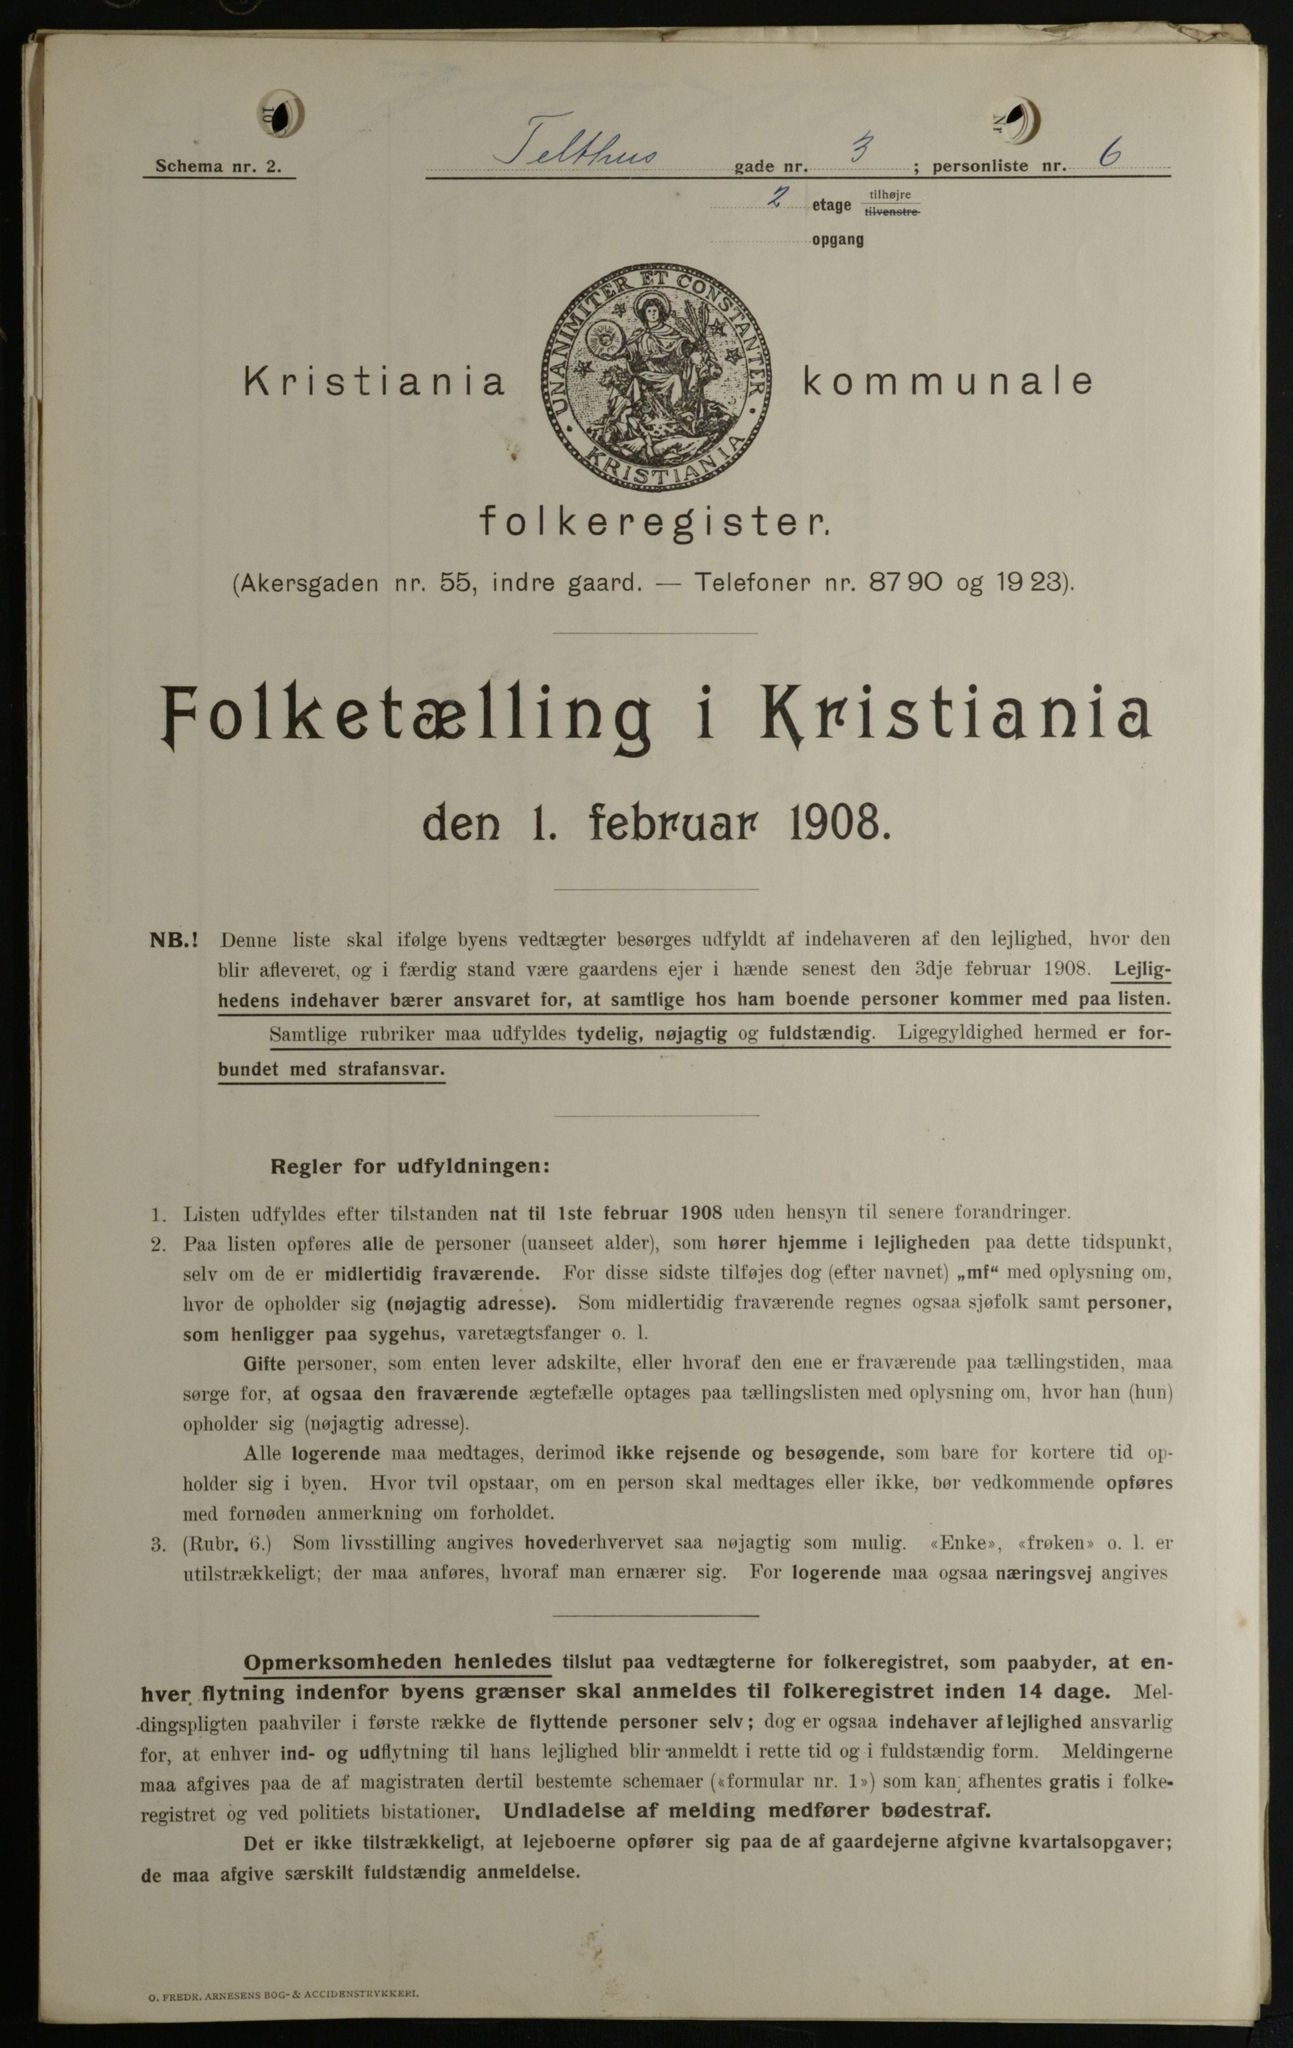 Schema nr. 2.
Telthus gade nr. 3 ; personliste nr. 6
2 etage tilhøjre
tilvenstre
opgang
UNANIMITER ET CONSTANTER
KRISTIANIA
Kristiania kommunale
folkeregister.
(Akersgaden nr. 55, indre gaard. — Telefoner nr. 87 90 og 19 23).
Folketælling i Kristiania
den 1. februar 1908.
NB.! Denne liste skal ifølge byens vedtægter besørges udfyldt af indehaveren af den lejlighed, hvor den
blir afleveret, og i færdig stand være gaardens ejer i hænde senest den 3dje februar 1908. Lejlig-
hedens indehaver bærer ansvaret for, at samtlige hos ham boende personer kommer med paa listen.
Samtlige rubriker maa udfyldes tydelig, nøjagtig og fuldstændig. Ligegyldighed hermed er for-
bundet med strafansvar.
Regler for udfyldningen:
1. Listen udfyldes efter tilstanden nat til 1ste februar 1908 uden hensyn til senere forandringer.
2. Paa listen opføres alle de personer (uanseet alder), som hører hjemme i lejligheden paa dette tidspunkt,
selv om de er midlertidig fraværende. For disse sidste tilføjes dog (efter navnet) „mf“ med oplysning om,
hvor de opholder sig (nøjagtig adresse). Som midlertidig fraværende regnes ogsaa sjøfolk samt personer,
som henligger paa sygehus, varetægtsfanger o. l.
Gifte personer, som enten lever adskilte, eller hvoraf den ene er fraværende paa tællingstiden, maa
sørge for, at ogsaa den fraværende ægtefælle optages paa tællingslisten med oplysning om, hvor han (hun)
opholder sig (nøjagtig adresse).
Alle logerende maa medtages, derimod ikke rejsende og besøgende, som bare for kortere tid op-
holder sig i byen. Hvor tvil opstaar, om en person skal medtages eller ikke, bør vedkommende opføres
med fornøden anmerkning om forholdet.
3. (Rubr. 6.) Som livsstilling angives hovederhvervet saa nøjagtig som mulig. «Enke», «frøken» o. l. er
utilstrækkeligt; der maa anføres, hvoraf man ernærer sig. For logerende maa ogsaa næringsvej angives
Opmerksomheden henledes tilslut paa vedtægterne for folkeregistret, som paabyder, at en-
hver flytning indenfor byens grænser skal anmeldes til folkeregistret inden 14 dage. Mel-
dingspligten paahviler i første række de flyttende personer selv; dog er ogsaa indehaver af lejlighed ansvarlig
for, at enhver ind- og udflytning til hans lejlighed blir anmeldt i rette tid og i fuldstændig form. Meldingerne
maa afgives paa de af magistraten dertil bestemte schemaer («formular nr. 1») som kan afhentes gratis i folke-
registret og ved politiets bistationer. Undladelse af melding medfører bødestraf.
Det er ikke tilstrækkeligt, at lejeboerne opfører sig paa de af gaardejerne afgivne kvartalsopgaver;
de maa afgive særskilt fuldstændig anmeldelse.
O. FREDR. ARNESENS BOG- & ACCIDENSTRYKKERI.